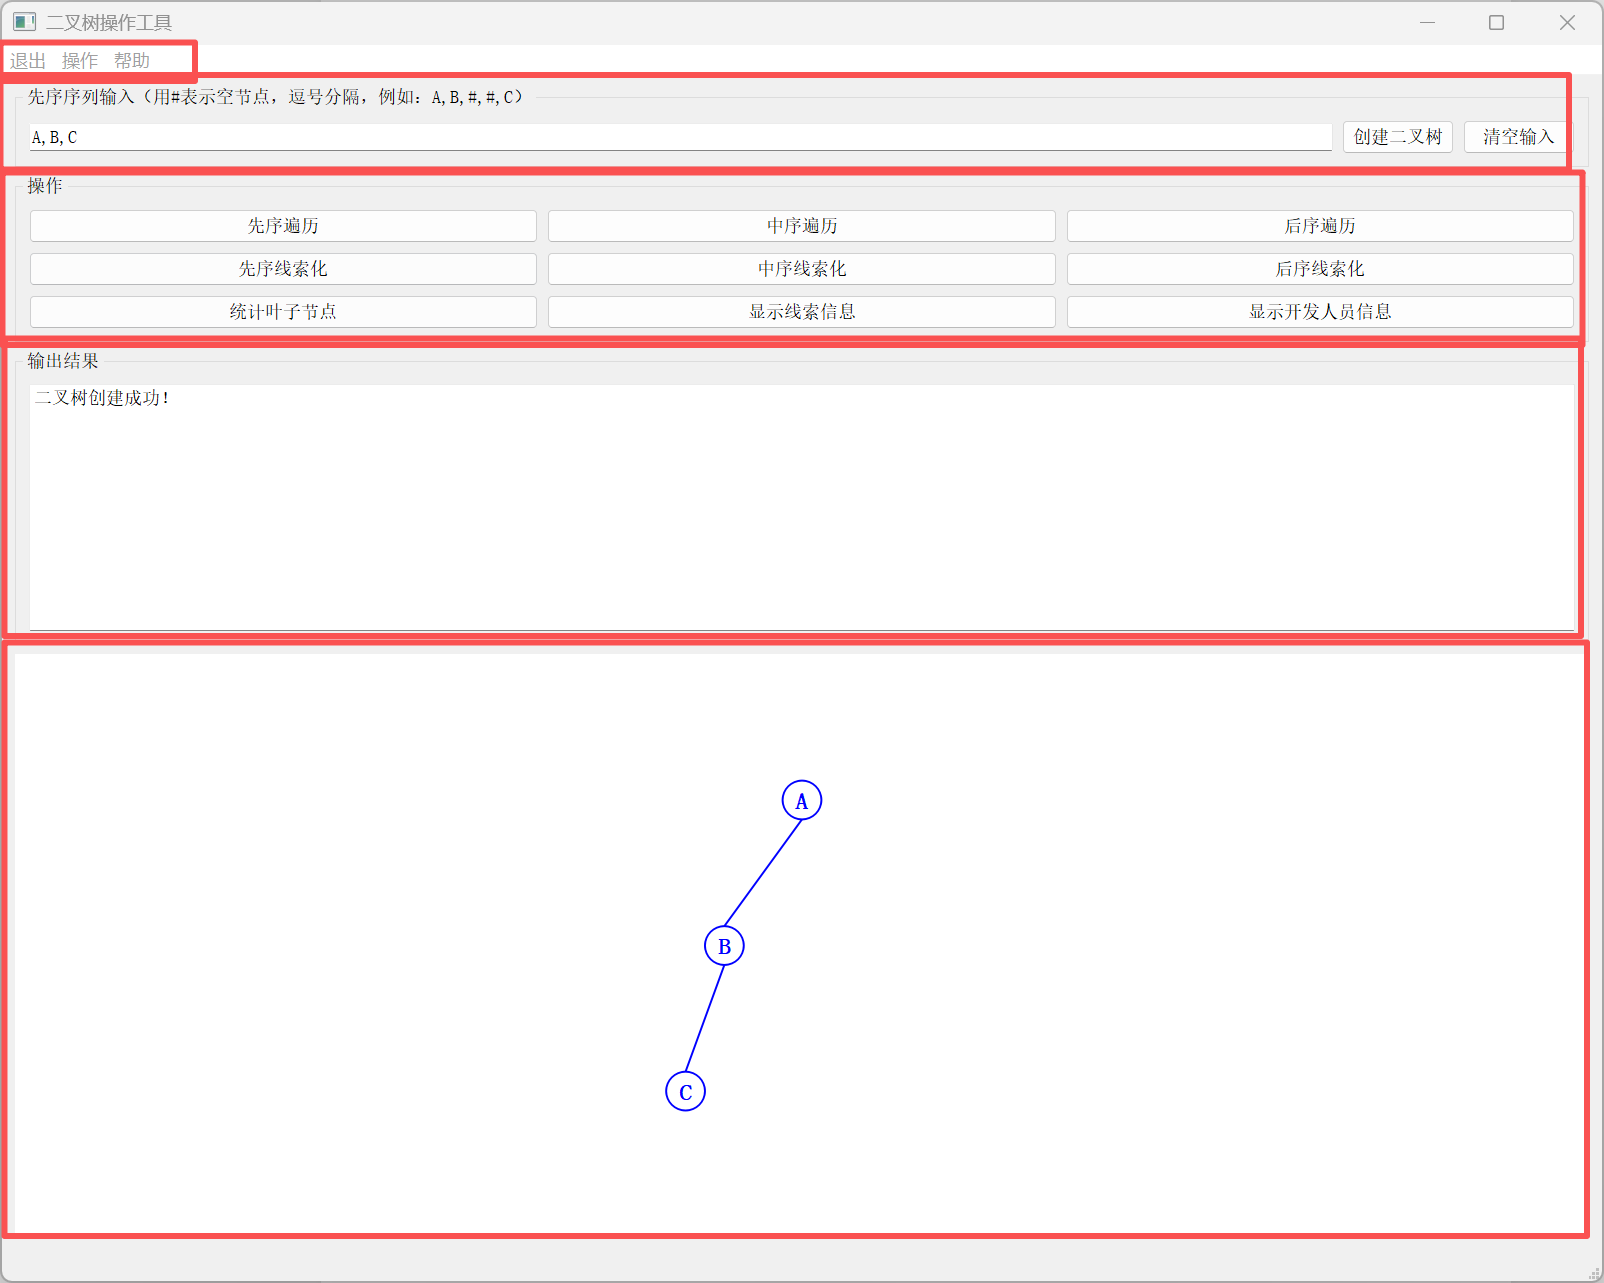 二叉树操作工具
退出 操作 帮助
先序序列输入（用#表示空节点，逗号分隔，例如：A,B,#,#,C）
A,B,C 创建二叉树 清空输入
操作
先序遍历 中序遍历 后序遍历
先序线索化 中序线索化 后序线索化
统计叶子节点 显示线索信息 显示开发人员信息
输出结果
二叉树创建成功！
A
B
C